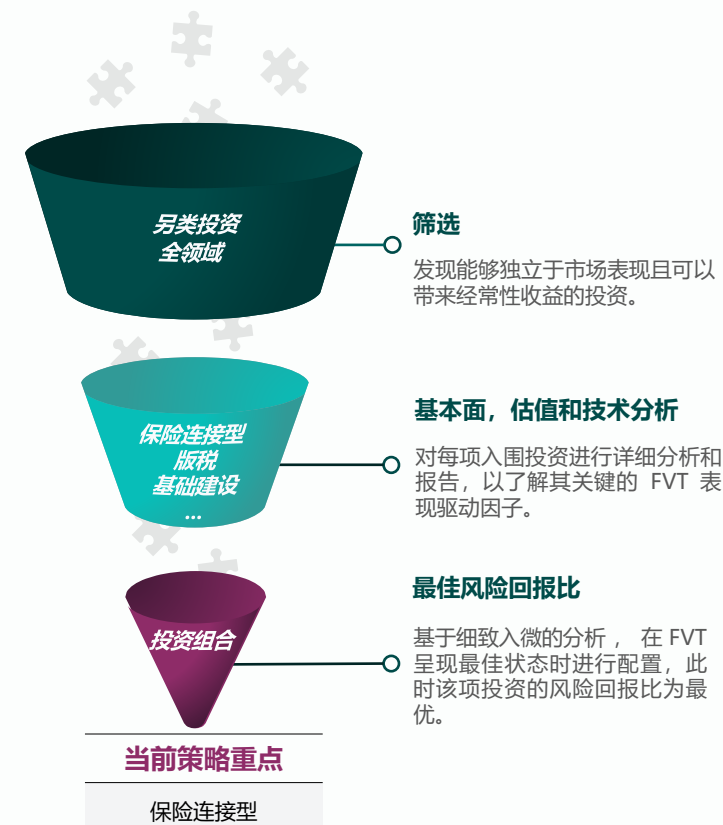 另类投资
全领域
筛选
发现能够独立于市场表现且可以
带来经常性收益的投资。
保险连接型
版税
基础建设
...
基本面，估值和技术分析
对每项入围投资进行详细分析和
报告，以了解其关键的 FVT 表
现驱动因子。
投资组合
最佳风险回报比
基于细致入微的分析 ， 在 FVT
呈现最佳状态时进行配置，此
时该项投资的风险回报比为最
优。
当前策略重点
保险连接型